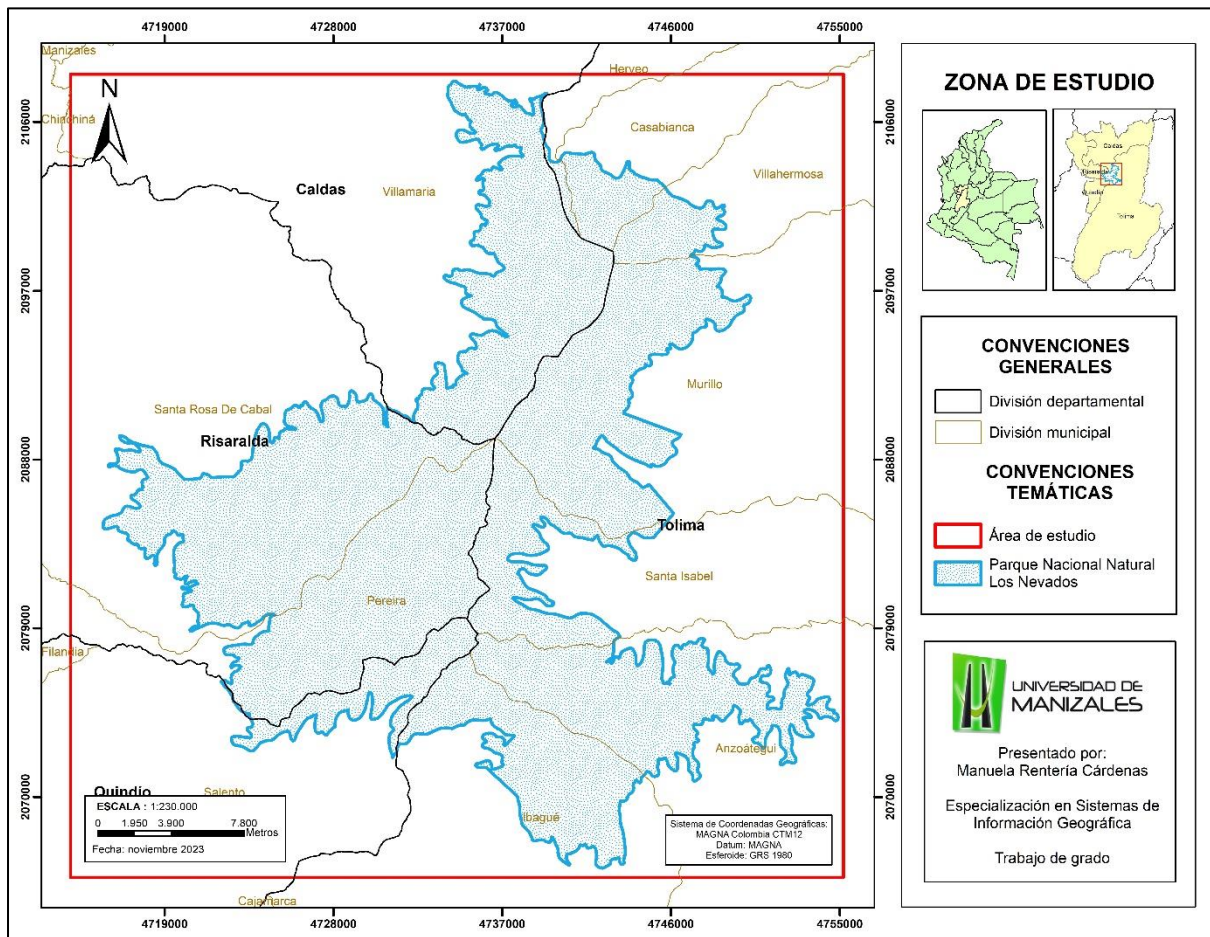 4719000 4728000 4737000 4746000 4755000
2106000
2097000
2088000
2079000
2070000
2106000
2097000
2088000
2079000
2070000
Manizales
Herveo
N
Chinchiná
Casabianca
Caldas
Villamaria
Villahermosa
Murillo
Santa Rosa De Cabal
Risaralda
Tolima
Santa Isabel
Pereira
Filandia
Anzoátegui
Quindío
Salento
Ibagué
Cajamarca
ESCALA : 1:230.000
0 1.950 3.900 7.800
Metros
Fecha: noviembre 2023
Sistema de Coordenadas Geográficas:
MAGNA Colombia CTM12
Datum: MAGNA
Esferoide: GRS 1980
4719000 4728000 4737000 4746000 4755000
ZONA DE ESTUDIO
Caldas
Risaralda
Tolima
CONVENCIONES
GENERALES
División departamental
División municipal
CONVENCIONES
TEMÁTICAS
Área de estudio
Parque Nacional Natural
Los Nevados
UNIVERSIDAD DE
MANIZALES
Presentado por:
Manuela Rentería Cárdenas
Especialización en Sistemas de
Información Geográfica
Trabajo de grado